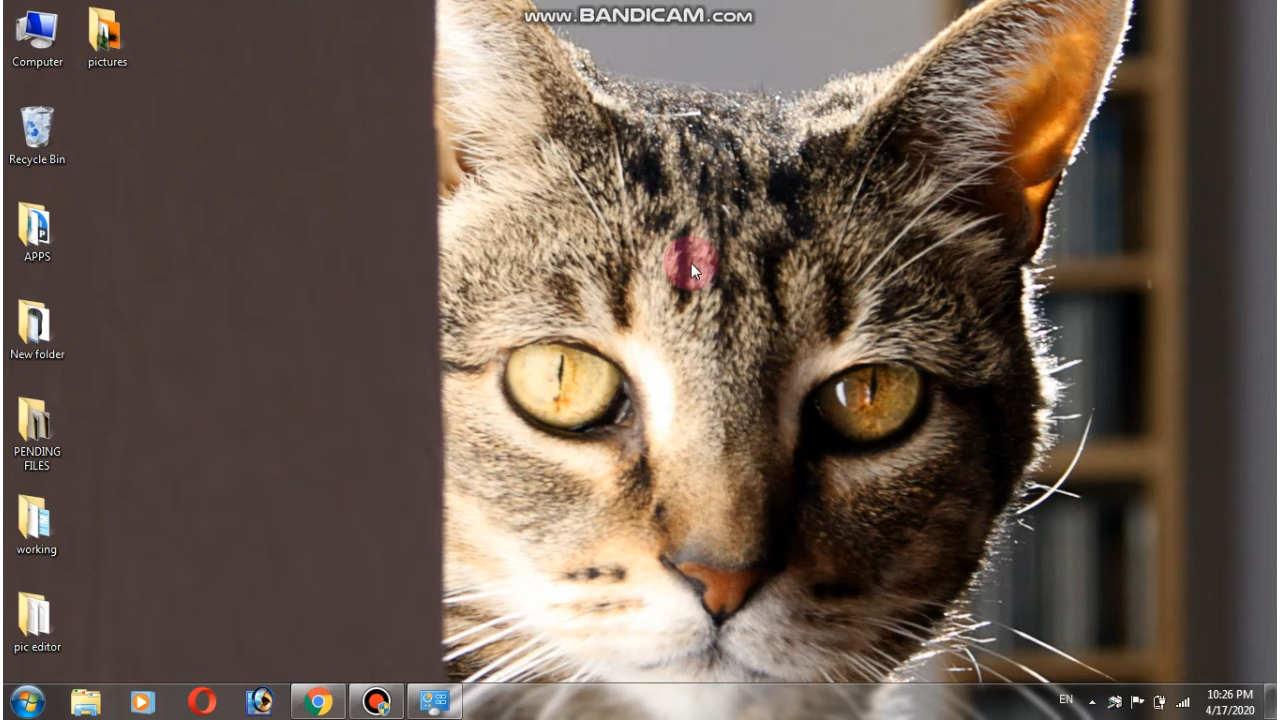 www.BANDICAM.com
Computer
pictures
Recycle Bin
APPS
New folder
PENDING
FILES
working
pic editor
EN
10:26 PM
4/17/2020